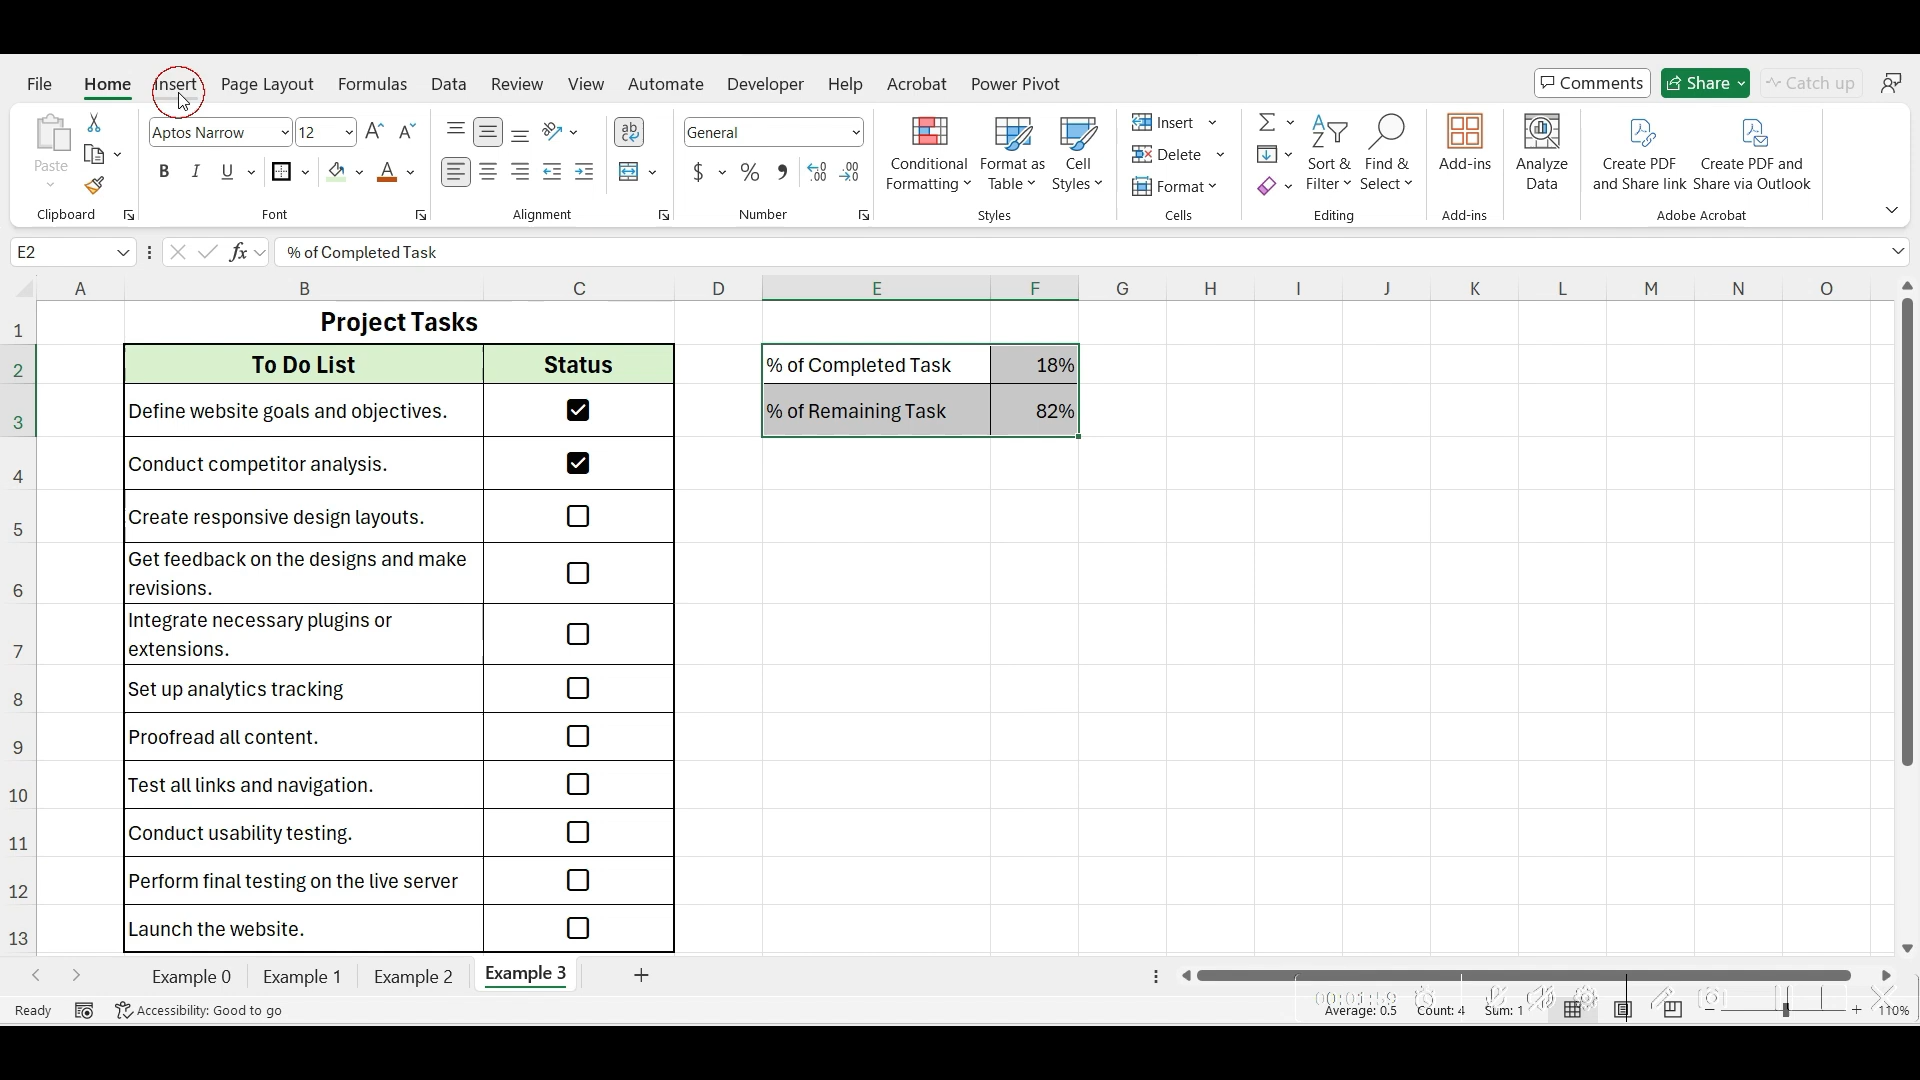 File Home Insert Page Layout Formulas Data Review View Automate Developer Help Acrobat Power Pivot Comments Share Catch up
Paste
Clipboard
Aptos Narrow 12
B I U
Font
ab
Alignment
General
$ % .00 .00
Number
Conditional Formatting
Format as Table
Cell Styles
Styles
Insert
Delete
Format
Cells
Sort & Filter
Find & Select
Editing
Add-ins
Add-ins
Analyze Data
Create PDF and Share link
Create PDF and Share via Outlook
Adobe Acrobat
E2 fx % of Completed Task
A B C D E F G H I J K L M N O
1 Project Tasks
2 To Do List Status % of Completed Task 18%
3 Define website goals and objectives. % of Remaining Task 82%
4 Conduct competitor analysis.
5 Create responsive design layouts.
6 Get feedback on the designs and make
revisions.
7 Integrate necessary plugins or
extensions.
8 Set up analytics tracking
9 Proofread all content.
10 Test all links and navigation.
11 Conduct usability testing.
12 Perform final testing on the live server
13 Launch the website.
Example 0 Example 1 Example 2 Example 3
00:01:59
Ready Accessibility: Good to go Average: 0.5 Count: 4 Sum: 1 110%